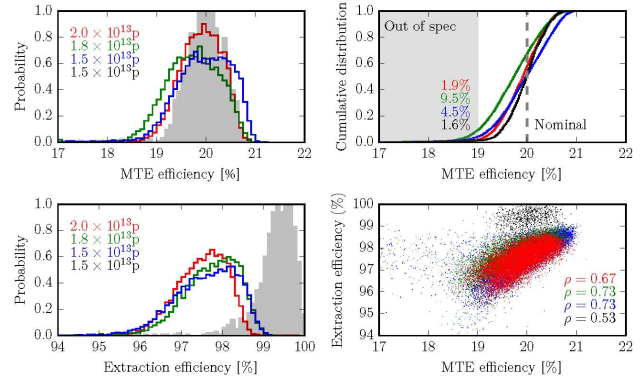 1.0
0.8
0.6
0.4
0.2
0.0
Probability
2.0 × 10¹³p
1.8 × 10¹³p
1.5 × 10¹³p
1.5 × 10¹³p
17 18 19 20 21 22
MTE efficiency [%]
1.0
0.8
0.6
0.4
0.2
0.0
Cumulative distribution
Out of spec
1.9%
9.5%
4.5%
1.6%
Nominal
17 18 19 20 21 22
MTE efficiency [%]
1.0
0.8
0.6
0.4
0.2
0.0
Probability
2.0 × 10¹³p
1.8 × 10¹³p
1.5 × 10¹³p
1.5 × 10¹³p
94 95 96 97 98 99 100
Extraction efficiency [%]
100
99
98
97
96
95
94
Extraction efficiency (%)
ρ = 0.67
ρ = 0.73
ρ = 0.73
ρ = 0.53
17 18 19 20 21 22
MTE efficiency [%]